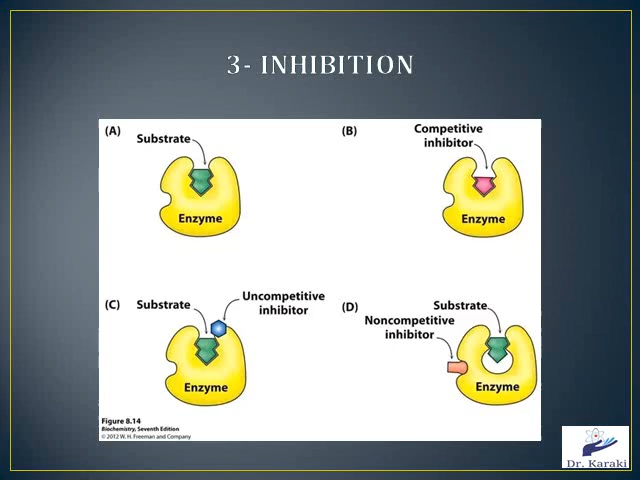 3- INHIBITION
(A)
Substrate
Enzyme
(B)
Competitive
inhibitor
Enzyme
(C)
Substrate
Uncompetitive
inhibitor
Enzyme
(D)
Substrate
Noncompetitive
inhibitor
Enzyme
Figure 8.14
Biochemistry, Seventh Edition
© 2012 W. H. Freeman and Company
Dr. Karaki